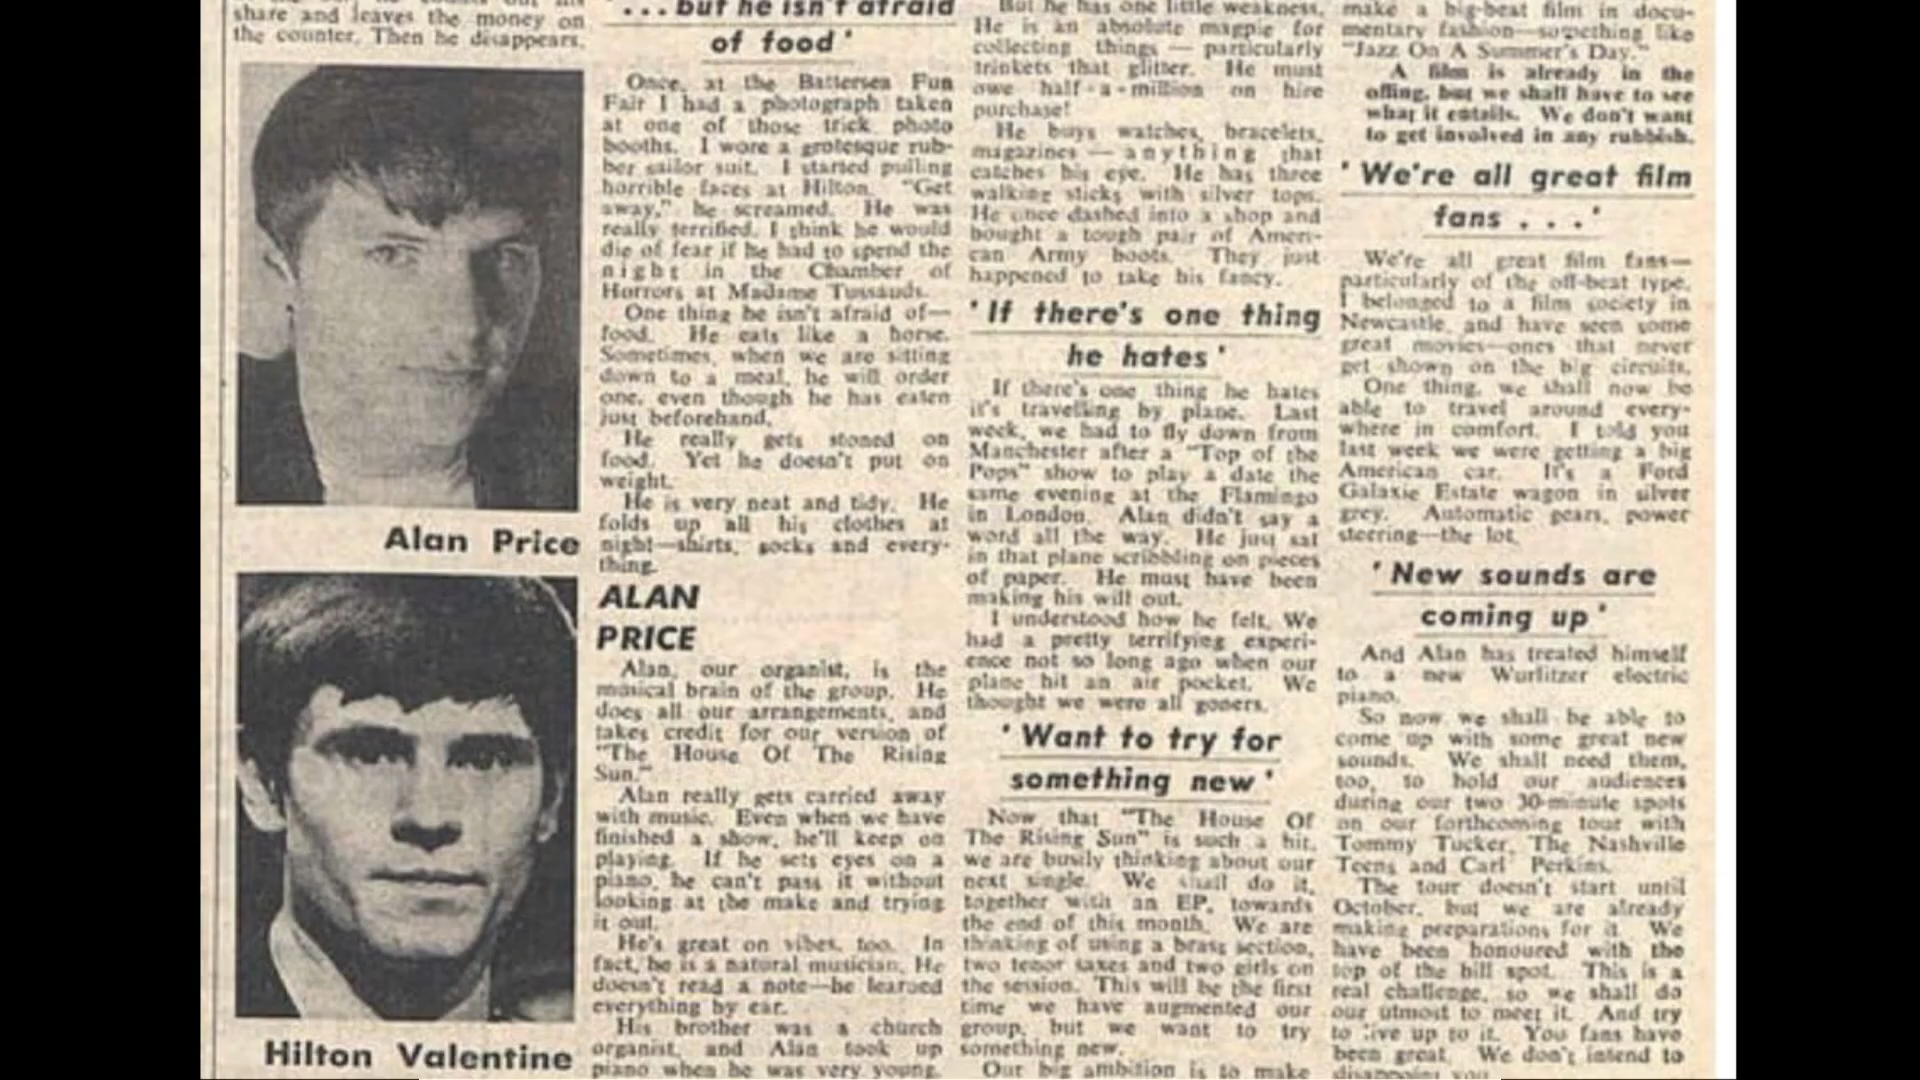 share and leaves the money on
the counter. Then he disappears.
Alan Price
Hilton Valentine
'. . . but he isn't afraid
of food'
Once, at the Battersea Fun
Fair I had a photograph taken
at one of those trick photo
booths. I wore a grotesque rub-
ber sailor suit. I started pulling
horrible faces at Hilton. "Get
away," he screamed. He was
really terrified. I think he would
die of fear if he had to spend the
night in the Chamber of
Horrors at Madame Tussauds.
One thing he isn't afraid of—
food. He eats like a horse.
Sometimes, when we are sitting
down to a meal, he will order
one, even though he has eaten
just beforehand.
He really gets stoned on
food. Yet he doesn't put on
weight.
He is very neat and tidy. He
folds up all his clothes at
night—shirts, socks and every-
thing.
ALAN
PRICE
Alan, our organist, is the
musical brain of the group. He
does all our arrangements, and
takes credit for our version of
"The House Of The Rising
Sun."
Alan really gets carried away
with music. Even when we have
finished a show, he'll keep on
playing. If he sets eyes on a
piano, he can't pass it without
looking at the make and trying
it out.
He's great on vibes, too. In
fact, he is a natural musician. He
doesn't read a note—he learned
everything by ear.
His brother was a church
organist, and Alan took up
piano when he was very young.
But he has one little weakness.
He is an absolute magpie for
collecting things — particularly
trinkets that glitter. He must
owe half-a-million on hire
purchase!
He buys watches, bracelets,
magazines — anything that
catches his eye. He has three
walking sticks with silver tops.
He once dashed into a shop and
bought a tough pair of Ameri-
can Army boots. They just
happened to take his fancy.
'If there's one thing
he hates'
If there's one thing he hates
it's travelling by plane. Last
week, we had to fly down from
Manchester after a "Top of the
Pops" show to play a date the
same evening at the Flamingo
in London. Alan didn't say a
word all the way. He just sat
in that plane scribbling on pieces
of paper. He must have been
making his will out.
I understood how he felt. We
had a pretty terrifying experi-
ence not so long ago when our
plane hit an air pocket. We
thought we were all goners.
'Want to try for
something new'
Now that "The House Of
The Rising Sun" is such a hit,
we are busily thinking about our
next single. We shall do it,
together with an EP, towards
the end of this month. We are
thinking of using a brass section,
two tenor saxes and two girls on
the session. This will be the first
time we have augmented our
group, but we want to try
something new.
Our big ambition is to make
make a big-beat film in docu-
mentary fashion—something like
"Jazz On A Summer's Day."
A film is already in the
offing, but we shall have to see
what it entails. We don't want
to get involved in any rubbish.
'We're all great film
fans . . .'
We're all great film fans—
particularly of the off-beat type.
I belonged to a film society in
Newcastle, and have seen some
great movies—ones that never
get shown on the big circuits.
One thing, we shall now be
able to travel around every-
where in comfort. I told you
last week we were getting a big
American car. It's a Ford
Galaxie Estate wagon in silver
grey. Automatic gears, power
steering—the lot.
'New sounds are
coming up'
And Alan has treated himself
to a new Wurlitzer electric
piano.
So now we shall be able to
come up with some great new
sounds. We shall need them,
too, to hold our audiences
during our two 30-minute spots
on our forthcoming tour with
Tommy Tucker, The Nashville
Teens and Carl Perkins.
The tour doesn't start until
October, but we are already
making preparations for it. We
have been honoured with the
top of the bill spot. This is a
real challenge, so we shall do
our utmost to meet it. And try
to live up to it. You fans have
been great. We don't intend to
disappoint you.